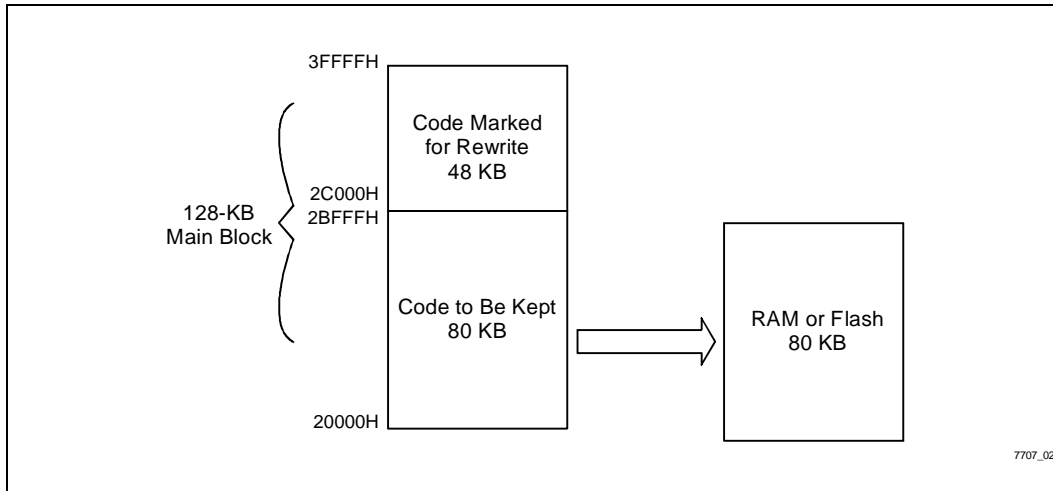 3FFFFH
Code Marked
for Rewrite
48 KB
2C000H
2BFFFH
128-KB
Main Block
Code to Be Kept
80 KB
RAM or Flash
80 KB
20000H
7707_02